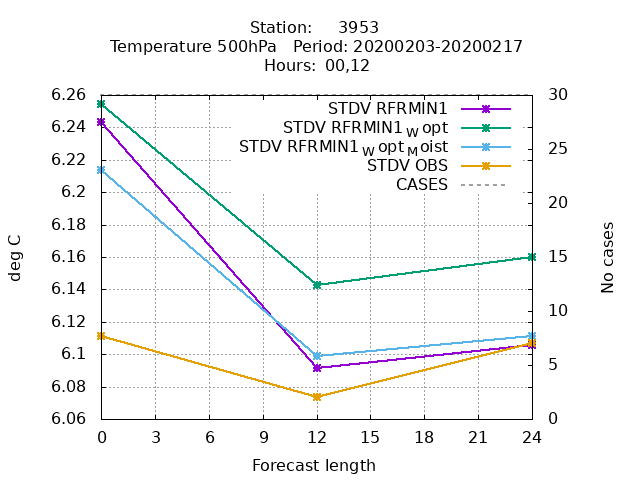 Station: 3953
Temperature 500hPa Period: 20200203-20200217
Hours: 00,12
6.26
6.24
6.22
6.2
6.18
6.16
6.14
6.12
6.1
6.08
6.06
deg C
STDV RFRMIN1
STDV RFRMIN1W opt
STDV RFRMIN1W optM oist
STDV OBS
CASES
30
25
20
15
10
5
0
No cases
0 3 6 9 12 15 18 21 24
Forecast length